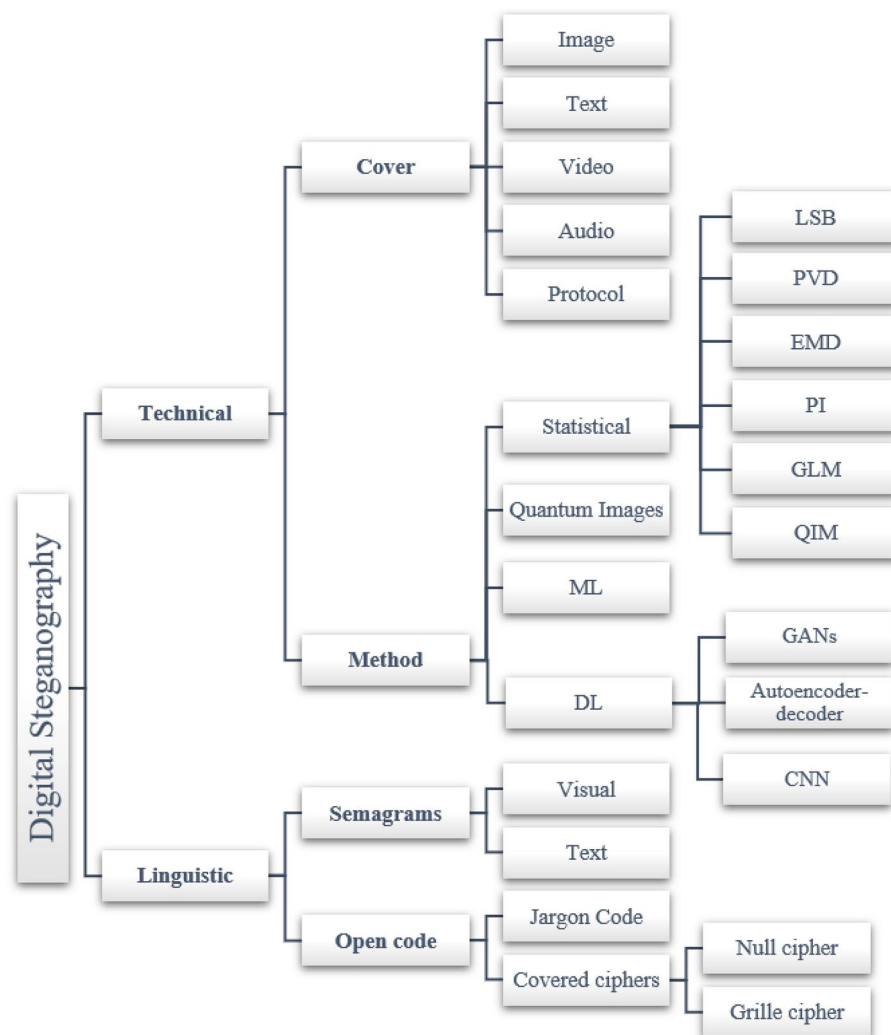 Digital Steganography
Technical
Cover
Image
Text
Video
Audio
Protocol
Method
Statistical
LSB
PVD
EMD
PI
GLM
QIM
Quantum Images
ML
DL
GANs
Autoencoder-
decoder
CNN
Linguistic
Semagrams
Visual
Text
Open code
Jargon Code
Covered ciphers
Null cipher
Grille cipher